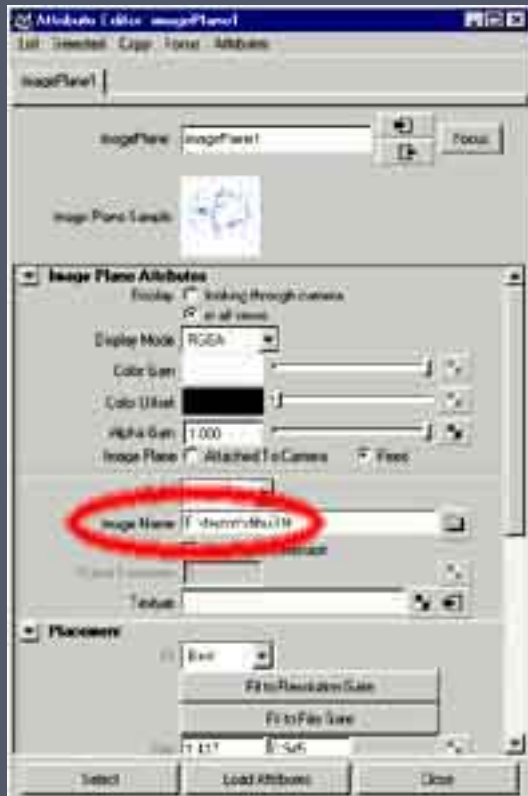 Attribute Editor: imagePlane1
List Selected Copy Focus Attributes
imagePlane1
imagePlane: imagePlane1
Focus
Image Plane Sample
Image Plane Attributes
Display looking through camera
in all views
Display Mode RGBA
Color Gain
Color Offset
Alpha Gain 1.000
Image Plane Attached To Camera Fixed
Image Name
Texture
Placement
Fit Best
Fit to Resolution Gate
Fit to Film Gate
Select Load Attributes Close